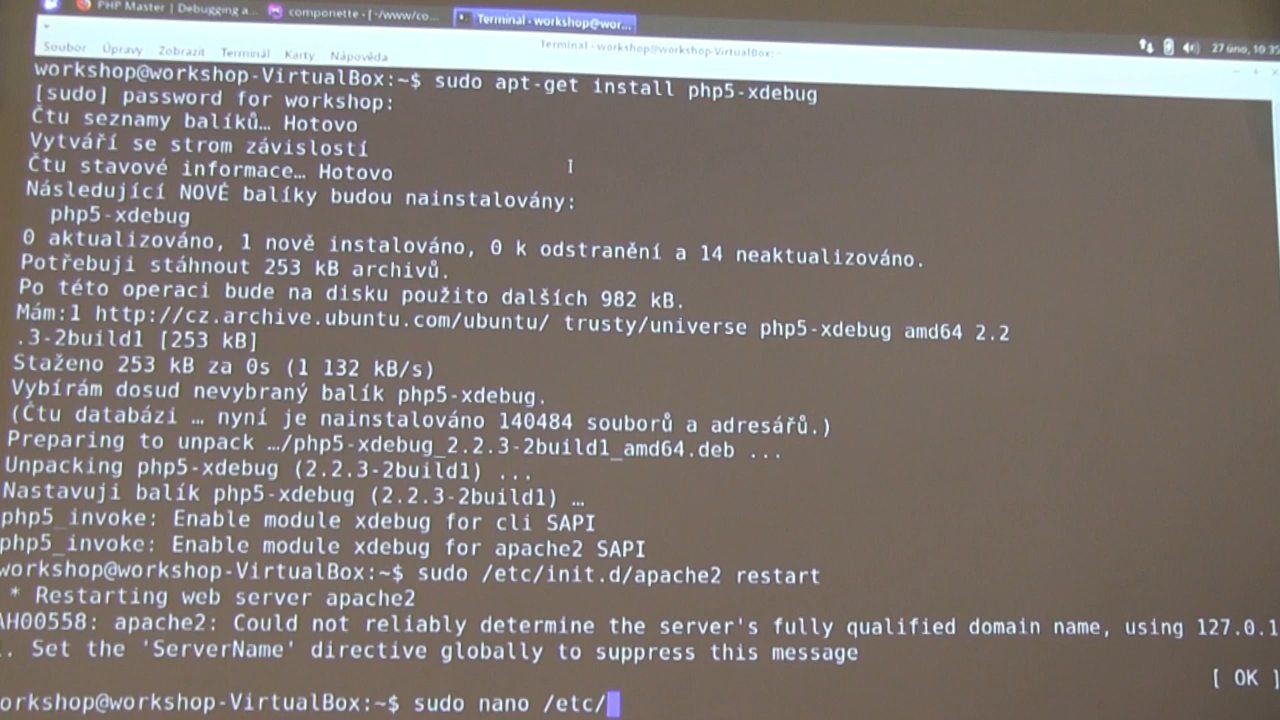 PHP Master | Debugging a
componette - [~/www/co...
Terminál - workshop@wor...
27 úno, 10:35
Terminál - workshop@workshop-VirtualBox: ~
Soubor Úpravy Zobrazit Terminál Karty Nápověda
workshop@workshop-VirtualBox:~$ sudo apt-get install php5-xdebug
[sudo] password for workshop:
Čtu seznamy balíků… Hotovo
Vytváří se strom závislostí
Čtu stavové informace… Hotovo
Následující NOVÉ balíky budou nainstalovány:
php5-xdebug
0 aktualizováno, 1 nově instalováno, 0 k odstranění a 14 neaktualizováno.
Potřebuji stáhnout 253 kB archivů.
Po této operaci bude na disku použito dalších 982 kB.
Mám:1 http://cz.archive.ubuntu.com/ubuntu/ trusty/universe php5-xdebug amd64 2.2
.3-2build1 [253 kB]
Staženo 253 kB za 0s (1 132 kB/s)
Vybírám dosud nevybraný balík php5-xdebug.
(Čtu databázi … nyní je nainstalováno 140484 souborů a adresářů.)
Preparing to unpack …/php5-xdebug_2.2.3-2build1_amd64.deb ...
Unpacking php5-xdebug (2.2.3-2build1) ...
Nastavuji balík php5-xdebug (2.2.3-2build1) …
php5_invoke: Enable module xdebug for cli SAPI
php5_invoke: Enable module xdebug for apache2 SAPI
workshop@workshop-VirtualBox:~$ sudo /etc/init.d/apache2 restart
* Restarting web server apache2
AH00558: apache2: Could not reliably determine the server's fully qualified domain name, using 127.0.1
. Set the 'ServerName' directive globally to suppress this message
[ OK ]
orkshop@workshop-VirtualBox:~$ sudo nano /etc/